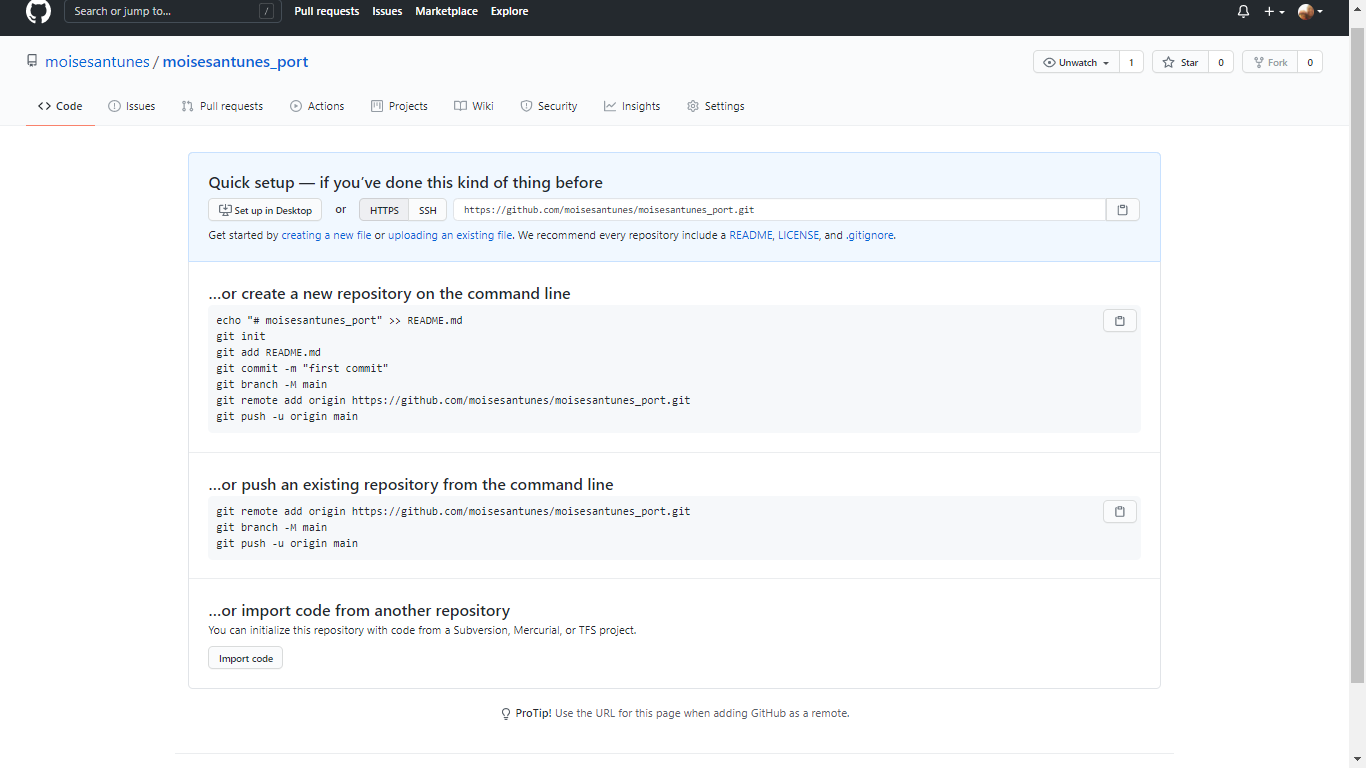 Search or jump to... /
Pull requests Issues Marketplace Explore
moisesantunes / moisesantunes_port
Unwatch 1 Star 0 Fork 0
Code Issues Pull requests Actions Projects Wiki Security Insights Settings
Quick setup — if you've done this kind of thing before
Set up in Desktop or HTTPS SSH https://github.com/moisesantunes/moisesantunes_port.git
Get started by creating a new file or uploading an existing file. We recommend every repository include a README, LICENSE, and .gitignore.
…or create a new repository on the command line
echo "# moisesantunes_port" >> README.md
git init
git add README.md
git commit -m "first commit"
git branch -M main
git remote add origin https://github.com/moisesantunes/moisesantunes_port.git
git push -u origin main
…or push an existing repository from the command line
git remote add origin https://github.com/moisesantunes/moisesantunes_port.git
git branch -M main
git push -u origin main
…or import code from another repository
You can initialize this repository with code from a Subversion, Mercurial, or TFS project.
Import code
ProTip! Use the URL for this page when adding GitHub as a remote.